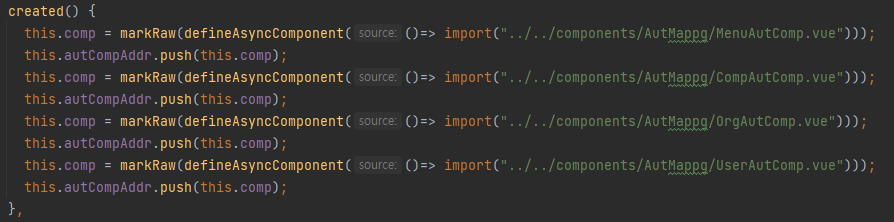 created() {
this.comp = markRaw(defineAsyncComponent( source: ()=> import("../../components/AutMappg/MenuAutComp.vue")));
this.autCompAddr.push(this.comp);
this.comp = markRaw(defineAsyncComponent( source: ()=> import("../../components/AutMappg/CompAutComp.vue")));
this.autCompAddr.push(this.comp);
this.comp = markRaw(defineAsyncComponent( source: ()=> import("../../components/AutMappg/OrgAutComp.vue")));
this.autCompAddr.push(this.comp);
this.comp = markRaw(defineAsyncComponent( source: ()=> import("../../components/AutMappg/UserAutComp.vue")));
this.autCompAddr.push(this.comp);
},